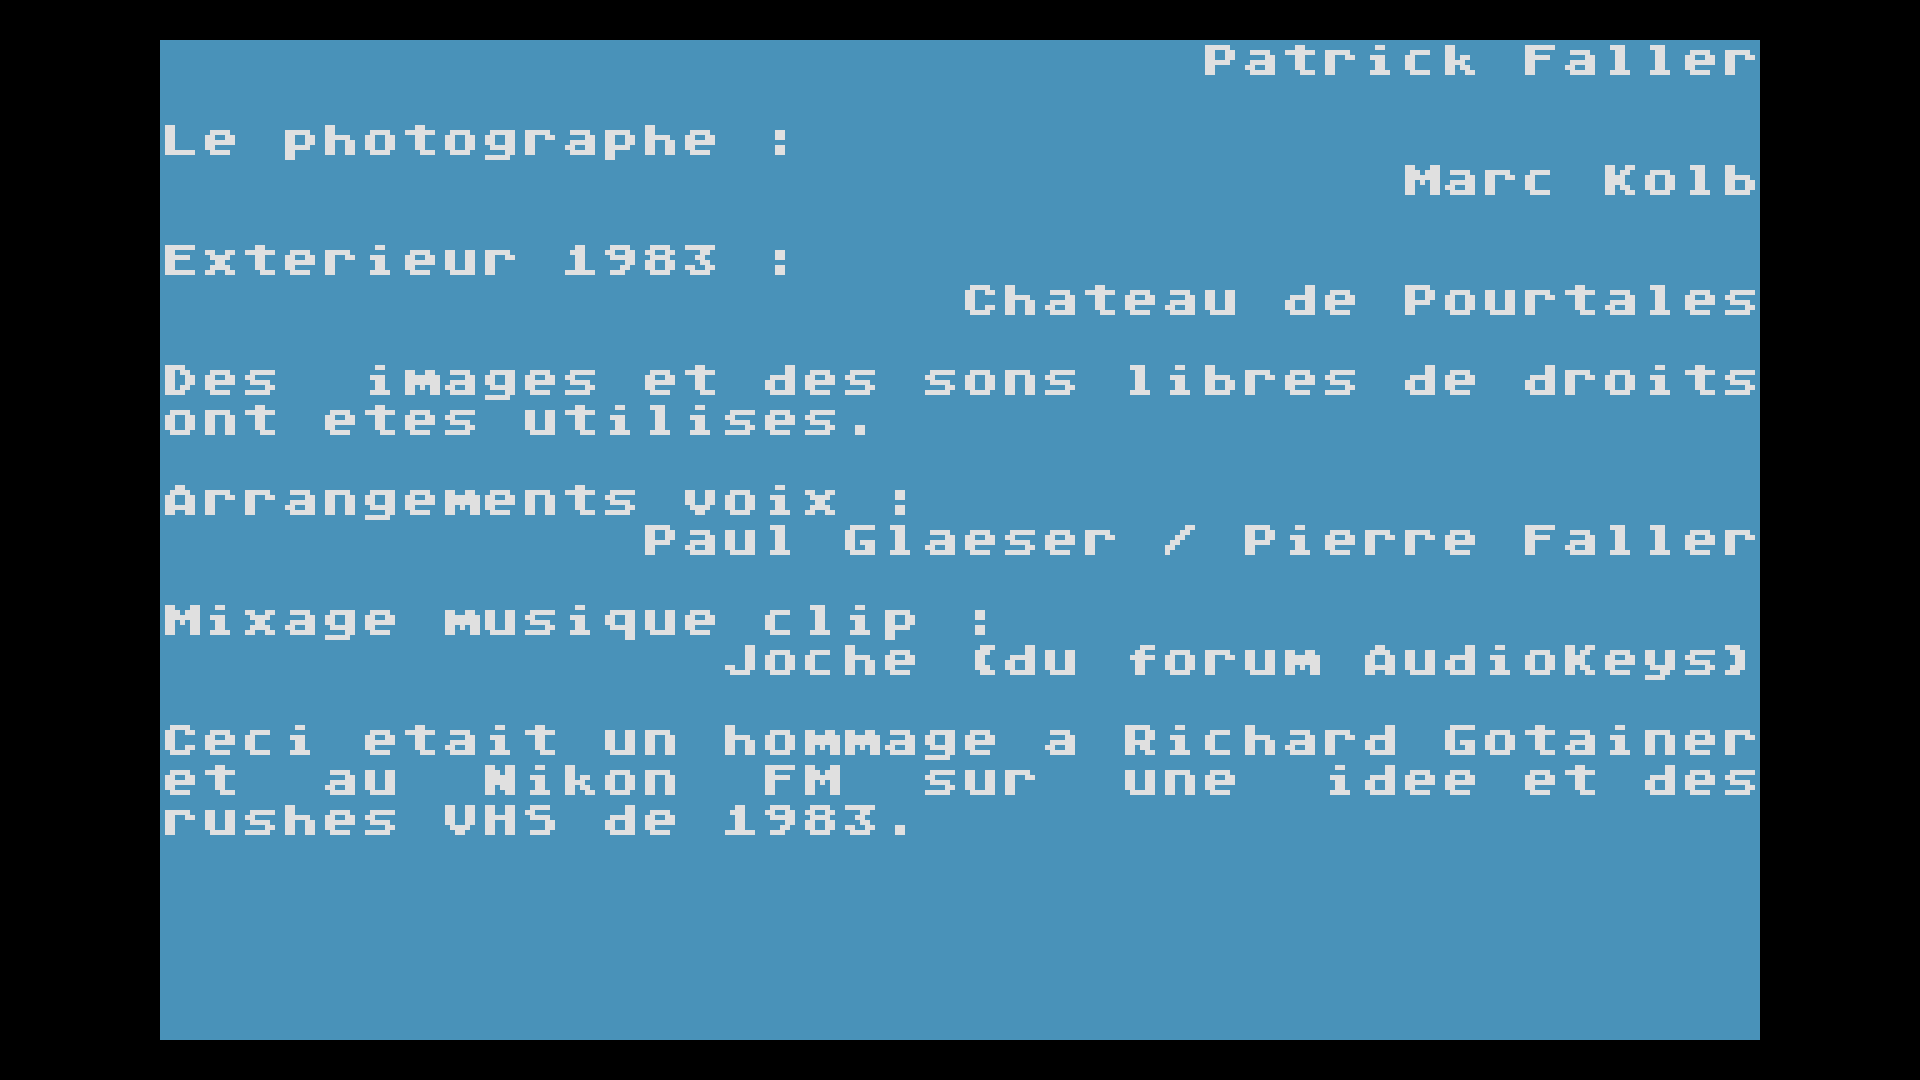 Patrick Faller
Le photographe :
Marc Kolb
Exterieur 1983 :
Chateau de Pourtales
Des images et des sons libres de droits
ont etes utilises.
Arrangements voix :
Paul Glaeser / Pierre Faller
Mixage musique clip :
Joche (du forum AudioKeys)
Ceci etait un hommage a Richard Gotainer
et au Nikon FM sur une idee et des
rushes VHS de 1983.